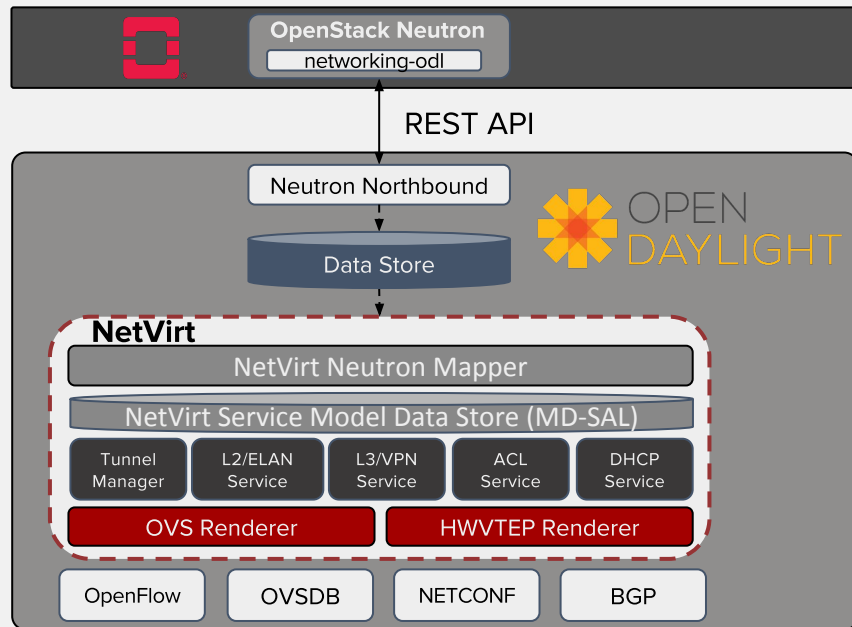 OpenStack Neutron
networking-odl
REST API
Neutron Northbound
OPEN
DAYLIGHT
Data Store
NetVirt
NetVirt Neutron Mapper
NetVirt Service Model Data Store (MD-SAL)
Tunnel
Manager
L2/ELAN
Service
L3/VPN
Service
ACL
Service
DHCP
Service
OVS Renderer
HWVTEP Renderer
OpenFlow
OVSDB
NETCONF
BGP